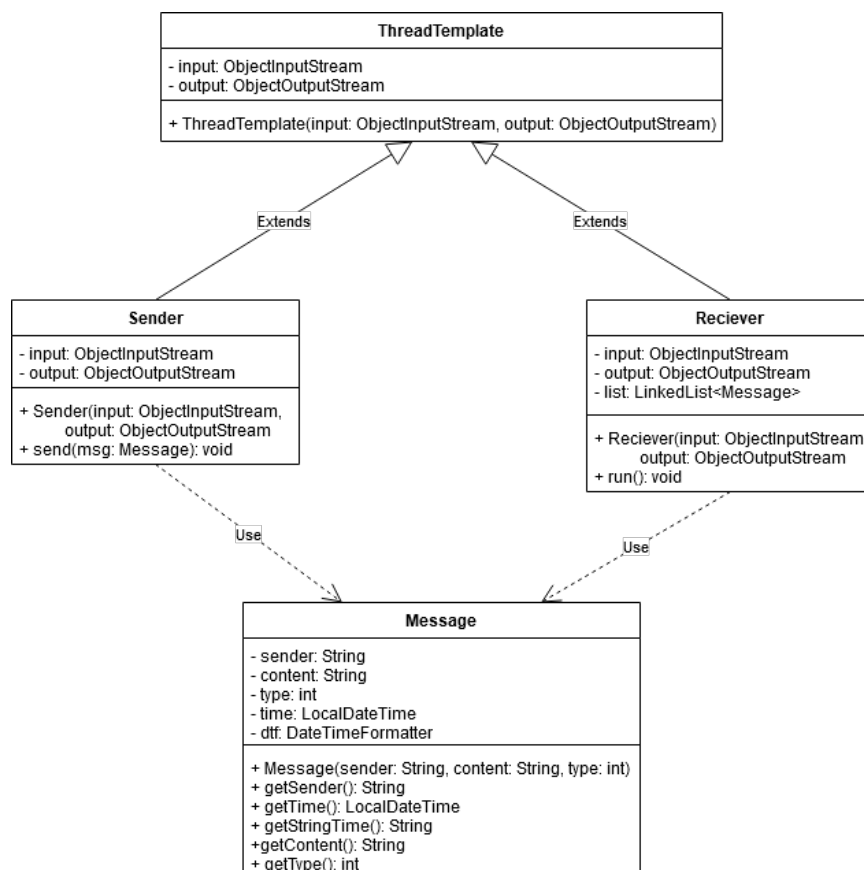 ThreadTemplate
- input: ObjectInputStream
- output: ObjectOutputStream
+ ThreadTemplate(input: ObjectInputStream, output: ObjectOutputStream)
Extends
Extends
Sender
- input: ObjectInputStream
- output: ObjectOutputStream
+ Sender(input: ObjectInputStream,
output: ObjectOutputStream
+ send(msg: Message): void
Reciever
- input: ObjectInputStream
- output: ObjectOutputStream
- list: LinkedList<Message>
+ Reciever(input: ObjectInputStream
output: ObjectOutputStream
+ run(): void
Use
Use
Message
- sender: String
- content: String
- type: int
- time: LocalDateTime
- dtf: DateTimeFormatter
+ Message(sender: String, content: String, type: int)
+ getSender(): String
+ getTime(): LocalDateTime
+ getStringTime(): String
+getContent(): String
+ getType(): int